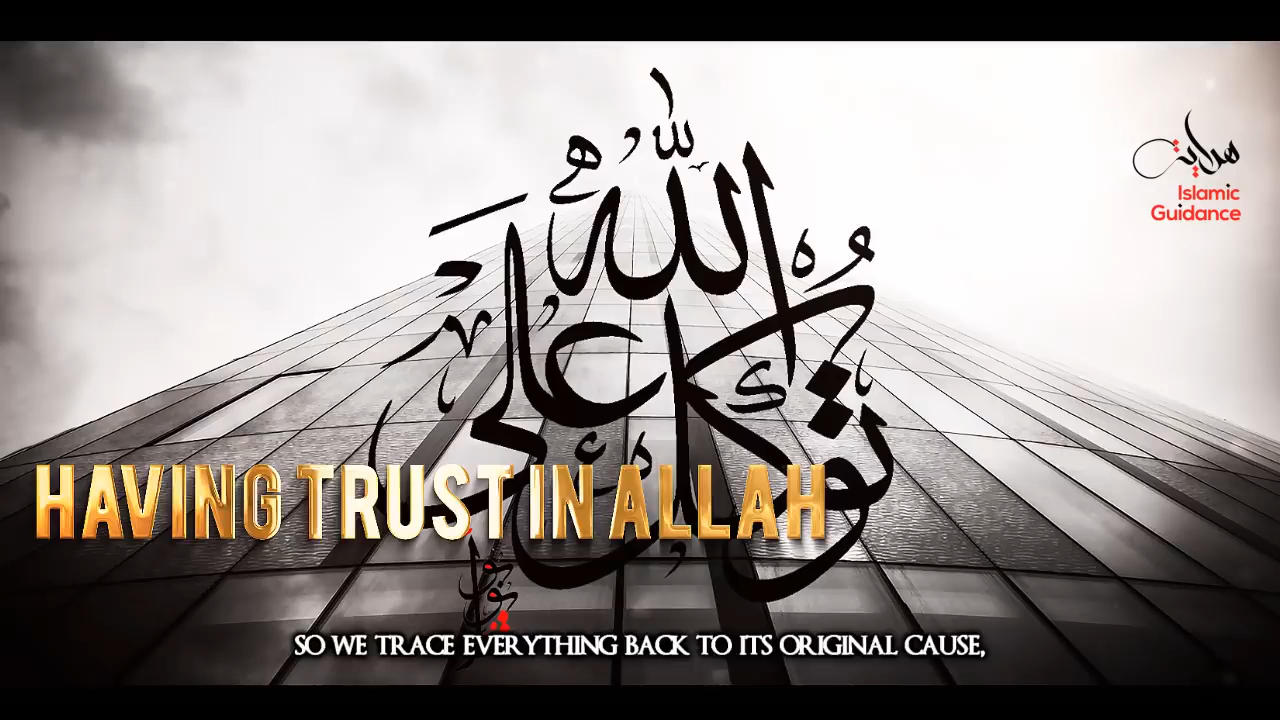 توكل على الله
هداية
Islamic
Guidance
HAVING TRUST IN ALLAH
SO WE TRACE EVERYTHING BACK TO ITS ORIGINAL CAUSE,